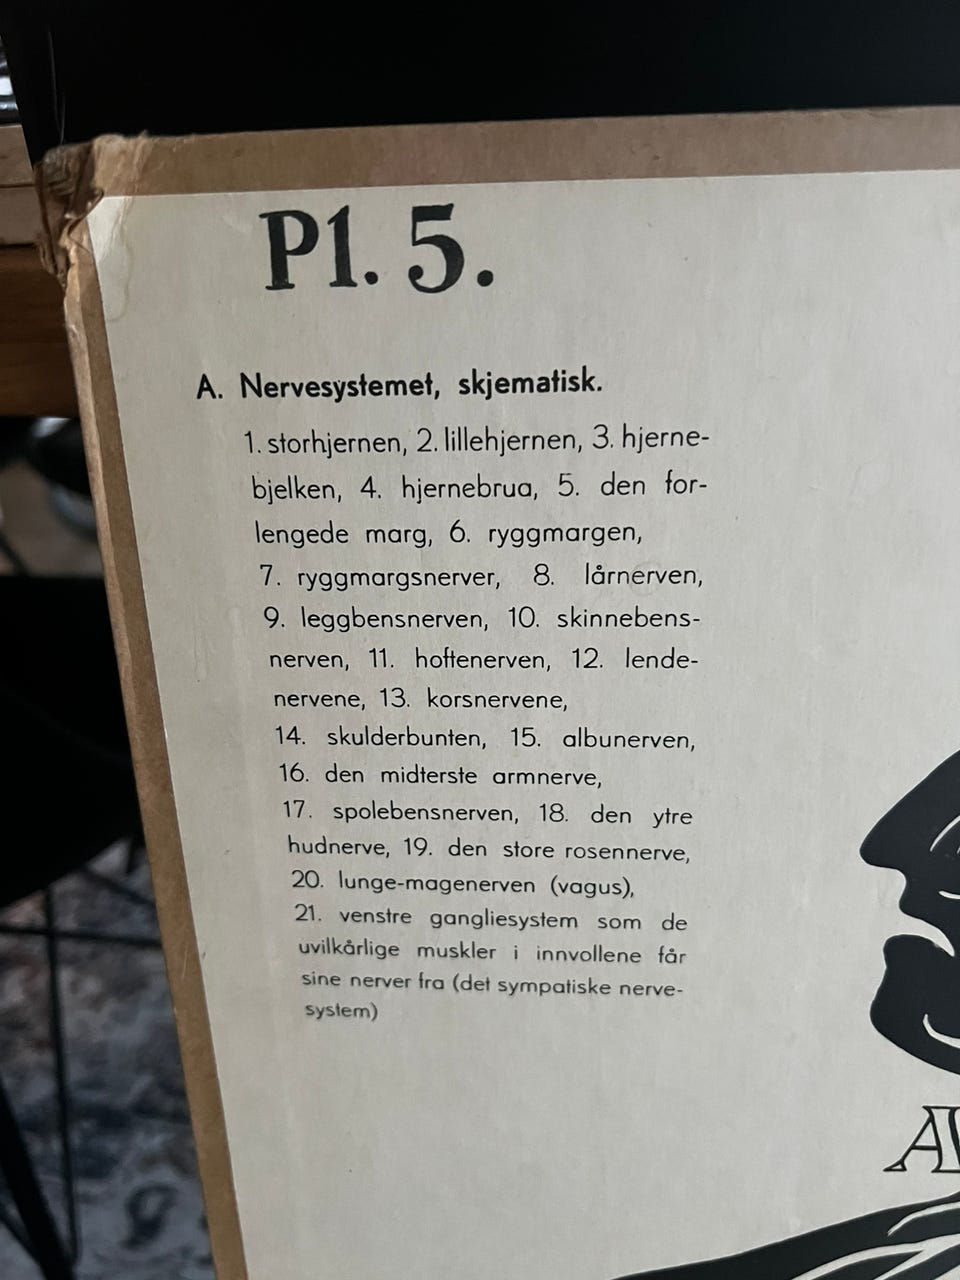 Pl. 5.
A. Nervesystemet, skjematisk.
1. storhjernen, 2. lillehjernen, 3. hjerne-
bjelken, 4. hjernebrua, 5. den for-
lengede marg, 6. ryggmargen,
7. ryggmargsnerver, 8. lårnerven,
9. leggbensnerven, 10. skinnebens-
nerven, 11. hoftenerven, 12. lende-
nervene, 13. korsnervene,
14. skulderbunten, 15. albunerven,
16. den midterste armnerve,
17. spolebensnerven, 18. den ytre
hudnerve, 19. den store rosennerve,
20. lunge-magenerven (vagus),
21. venstre gangliesystem som de
uvilkårlige muskler i innvollene får
sine nerver fra (det sympatiske nerve-
system)